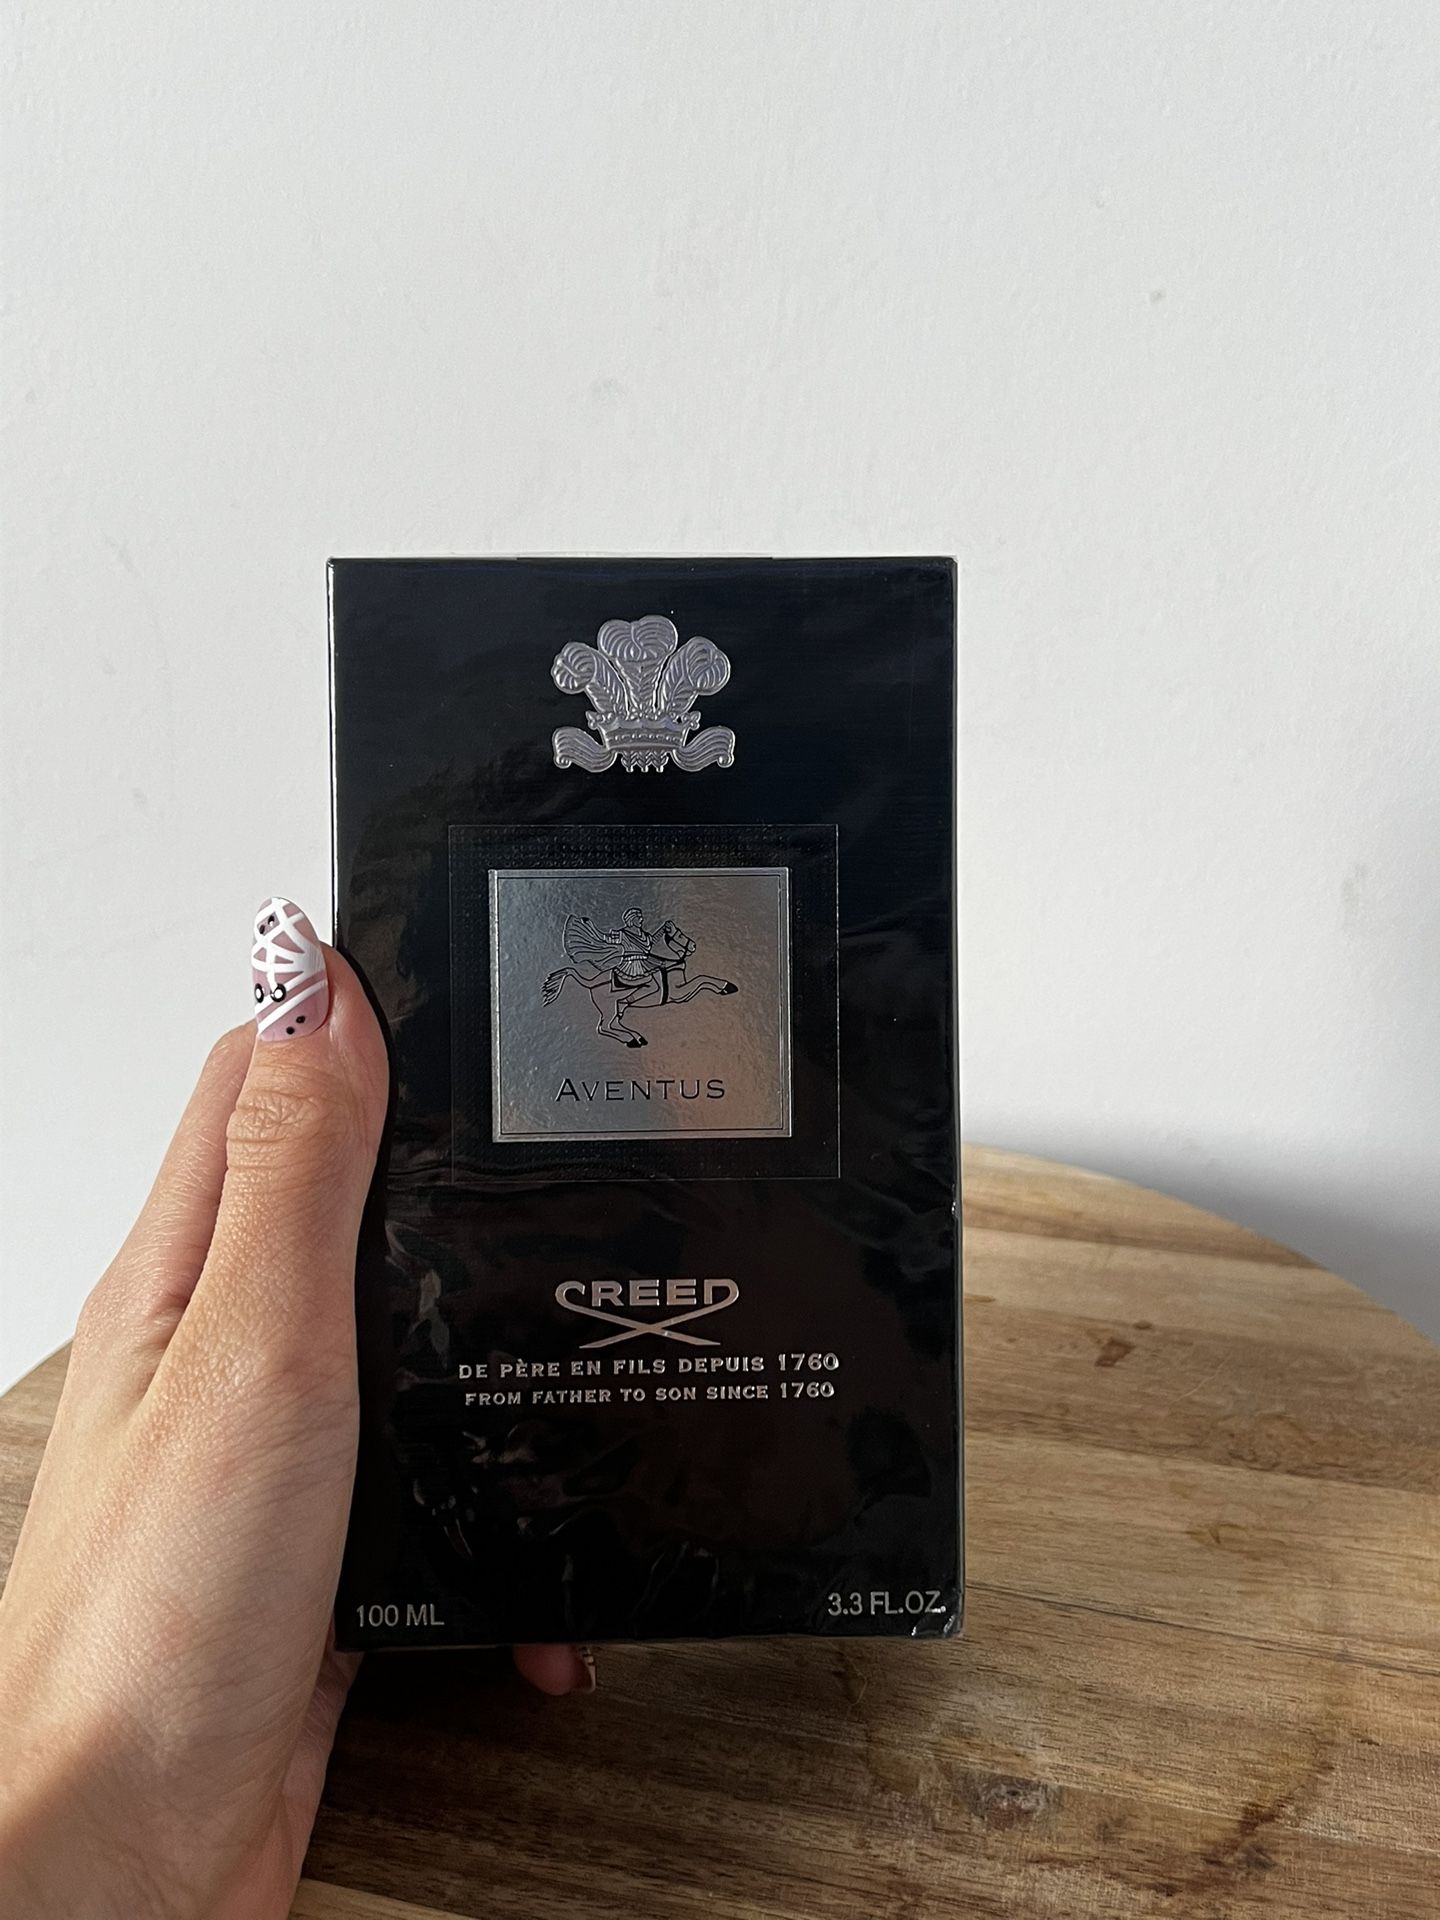 AVENTUS
CREED
DE PÈRE EN FILS DEPUIS 1760
FROM FATHER TO SON SINCE 1760
100 ML
3.3 FL.OZ.